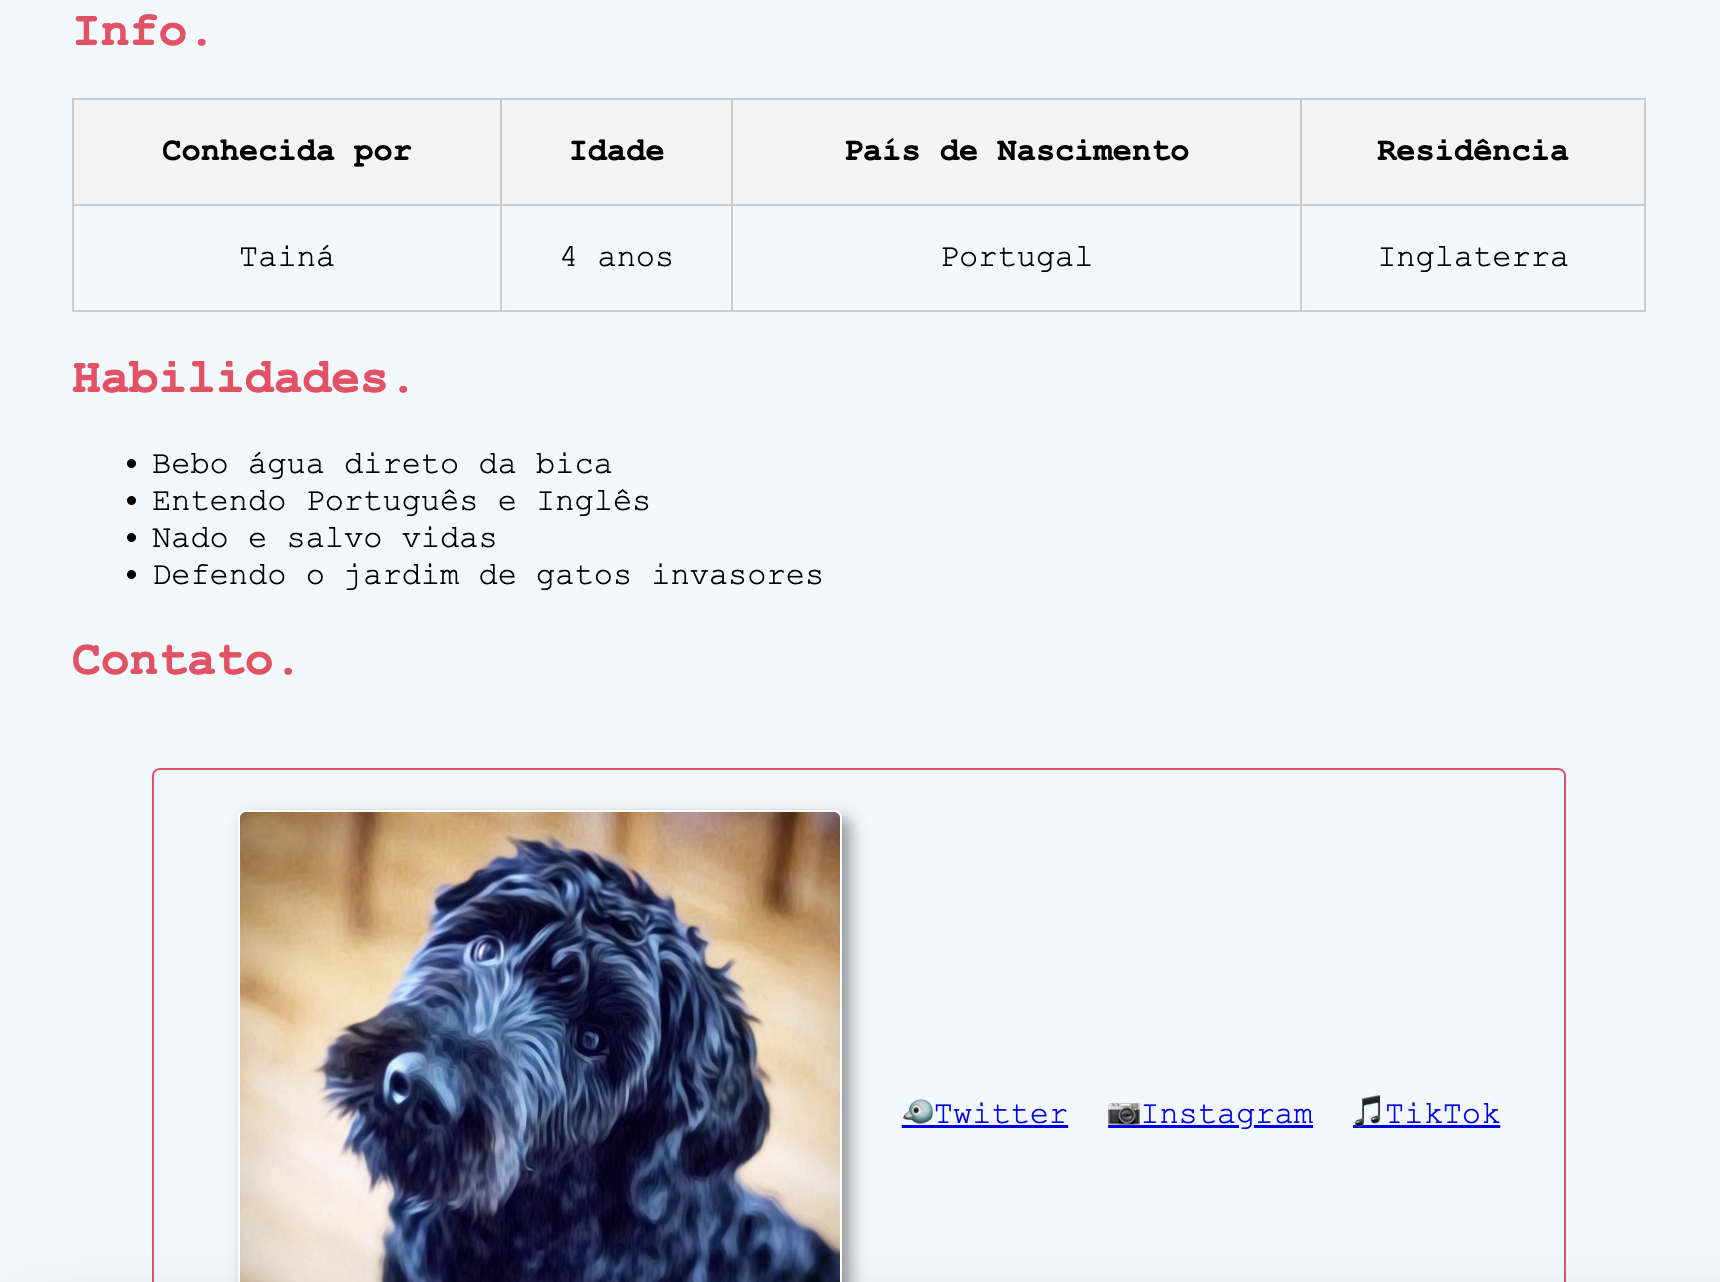 Info.
Conhecida por Idade País de Nascimento Residência
Tainá 4 anos Portugal Inglaterra
Habilidades.
• Bebo água direto da bica
• Entendo Português e Inglês
• Nado e salvo vidas
• Defendo o jardim de gatos invasores
Contato.
🐦Twitter 📷Instagram 🎵TikTok